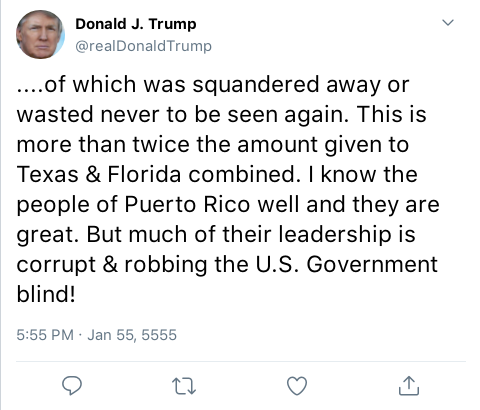 Donald J. Trump
@realDonaldTrump
....of which was squandered away or
wasted never to be seen again. This is
more than twice the amount given to
Texas & Florida combined. I know the
people of Puerto Rico well and they are
great. But much of their leadership is
corrupt & robbing the U.S. Government
blind!
5:55 PM · Jan 55, 5555